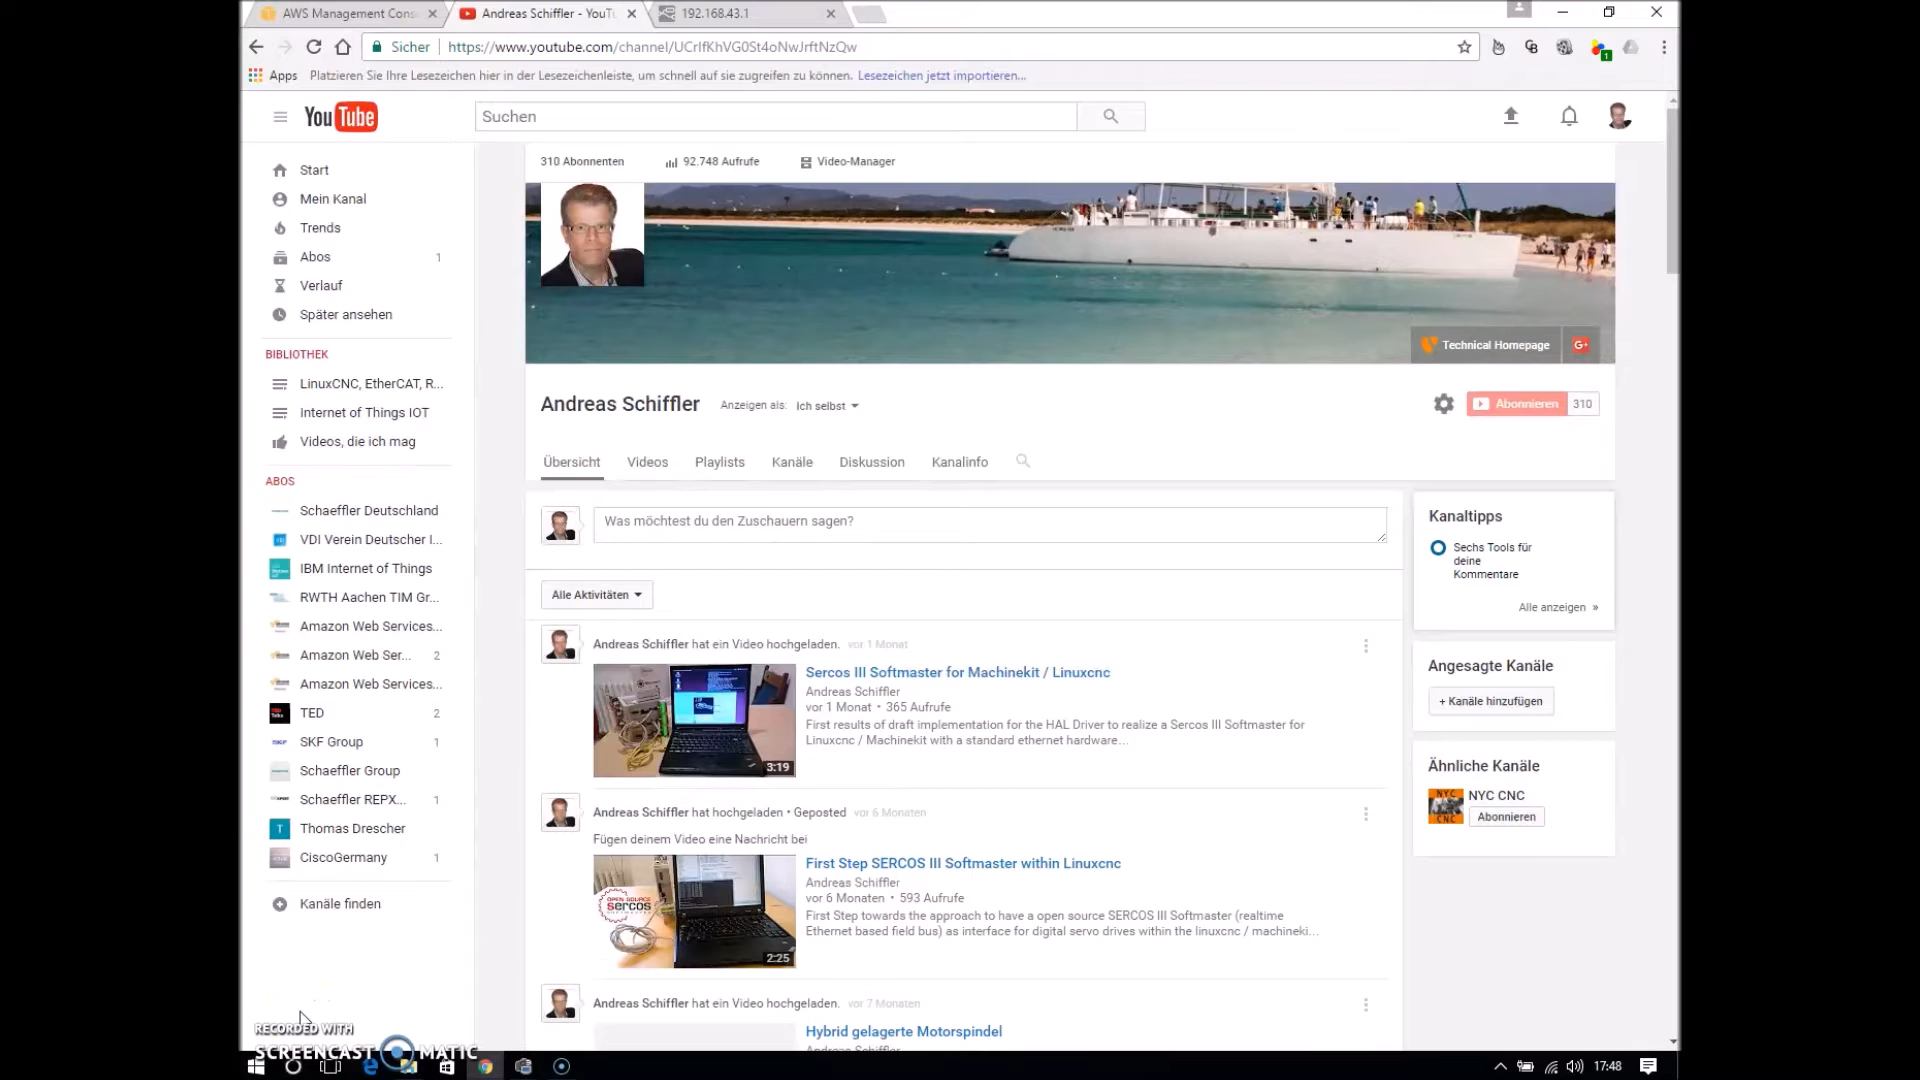 AWS Management Cons
Andreas Schiffler - YouTu
192.168.43.1
Sicher
https://www.youtube.com/channel/UCrIfKhVG0St4oNwJrftNzQw
1
Apps
Platzieren Sie Ihre Lesezeichen hier in der Lesezeichenleiste, um schnell auf sie zugreifen zu können. Lesezeichen jetzt importieren...
YouTube
Suchen
310 Abonnenten
92.748 Aufrufe
Video-Manager
Start
Mein Kanal
Trends
Abos 1
Verlauf
Später ansehen
BIBLIOTHEK
LinuxCNC, EtherCAT, R...
Internet of Things IOT
Videos, die ich mag
ABOS
Schaeffler Deutschland
VDI Verein Deutscher I...
IBM Internet of Things
RWTH Aachen TIM Gr...
Amazon Web Services...
Amazon Web Ser... 2
Amazon Web Services...
TED 2
SKF Group 1
Schaeffler Group
Schaeffler REPX... 1
T Thomas Drescher
CiscoGermany 1
Kanäle finden
Technical Homepage
G+
Andreas Schiffler
Anzeigen als: Ich selbst
Abonnieren 310
Übersicht
Videos
Playlists
Kanäle
Diskussion
Kanalinfo
Was möchtest du den Zuschauern sagen?
Alle Aktivitäten
Andreas Schiffler hat ein Video hochgeladen. vor 1 Monat
Sercos III Softmaster for Machinekit / Linuxcnc
Andreas Schiffler
vor 1 Monat • 365 Aufrufe
First results of draft implementation for the HAL Driver to realize a Sercos III Softmaster for
Linuxcnc / Machinekit with a standard ethernet hardware...
3:19
Andreas Schiffler hat hochgeladen • Geposted vor 6 Monaten
Fügen deinem Video eine Nachricht bei
First Step SERCOS III Softmaster within Linuxcnc
Andreas Schiffler
vor 6 Monaten • 593 Aufrufe
First Step towards the approach to have a open source SERCOS III Softmaster (realtime
Ethernet based field bus) as interface for digital servo drives within the linuxcnc / machineki...
OPEN SOURCE
sercos
2:25
Andreas Schiffler hat ein Video hochgeladen. vor 7 Monaten
Hybrid gelagerte Motorspindel
Andreas Schiffler
Kanaltipps
Sechs Tools für
deine
Kommentare
Alle anzeigen »
Angesagte Kanäle
+ Kanäle hinzufügen
Ähnliche Kanäle
NYC
CNC
NYC CNC
Abonnieren
RECORDED WITH
SCREENCAST MATIC
17:48